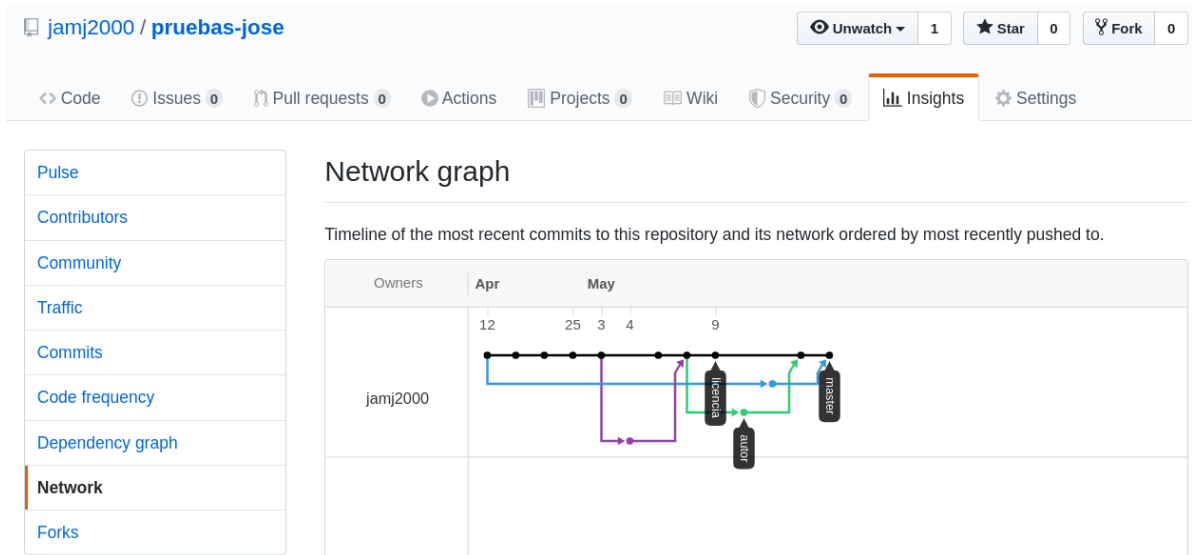 jamj2000 / pruebas-jose
Unwatch 1 Star 0 Fork 0
Code Issues 0 Pull requests 0 Actions Projects 0 Wiki Security 0 Insights Settings
Pulse
Contributors
Community
Traffic
Commits
Code frequency
Dependency graph
Network
Forks
Network graph
Timeline of the most recent commits to this repository and its network ordered by most recently pushed to.
Owners Apr May
12 25 3 4 9
jamj2000
licencia
master
autor